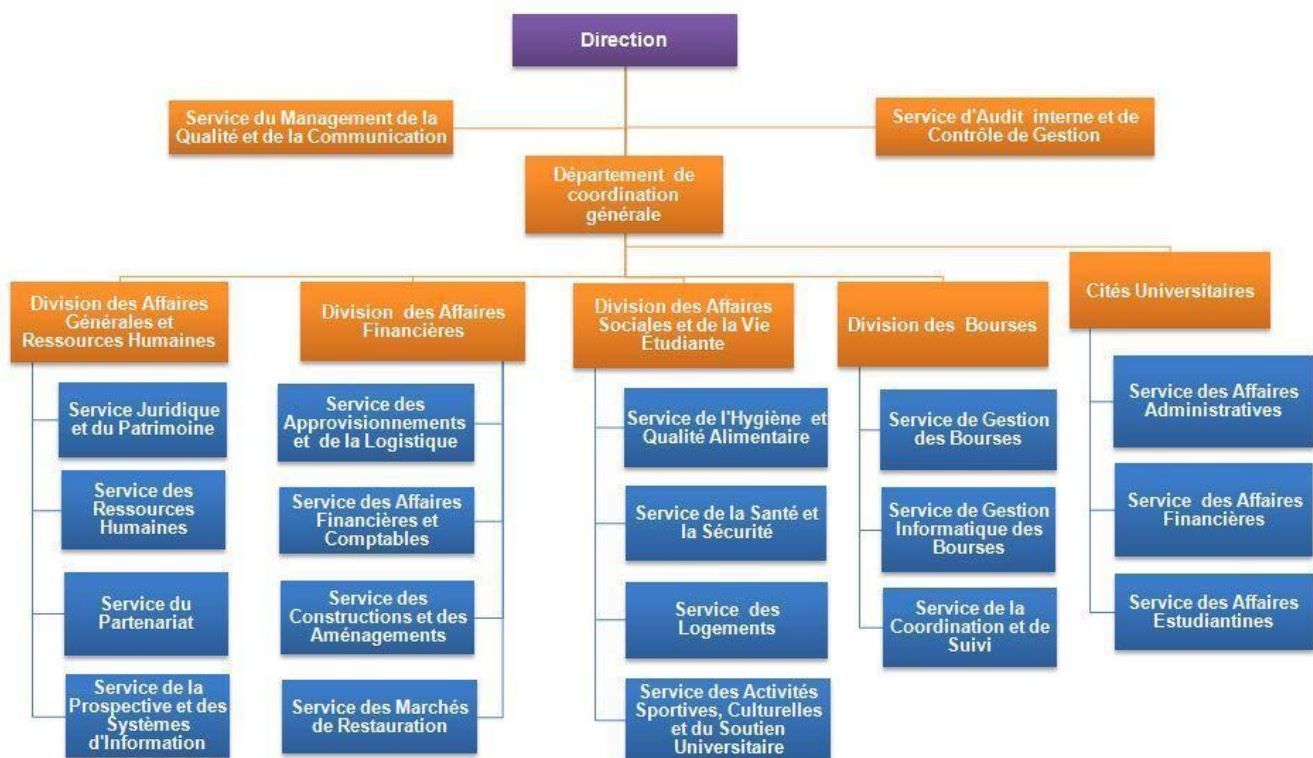 Direction
Service du Management de la
Qualité et de la Communication
Service d'Audit interne et de
Contrôle de Gestion
Département de
coordination
générale
Division des Affaires
Générales et
Ressources Humaines
Division des Affaires
Financières
Division des Affaires
Sociales et de la Vie
Etudiante
Division des Bourses
Cités Universitaires
Service Juridique
et du Patrimoine
Service des
Ressources
Humaines
Service du
Partenariat
Service de la
Prospective et des
Systèmes
d'Information
Service des
Approvisionnements
et de la Logistique
Service des Affaires
Financières et
Comptables
Service des
Constructions et des
Aménagements
Service des Marchés
de Restauration
Service de l'Hygiène et
Qualité Alimentaire
Service de la Santé et
la Sécurité
Service des
Logements
Service des Activités
Sportives, Culturelles
et du Soutien
Universitaire
Service de Gestion
des Bourses
Service de Gestion
Informatique des
Bourses
Service de la
Coordination et de
Suivi
Service des Affaires
Administratives
Service des Affaires
Financières
Service des Affaires
Estudiantines